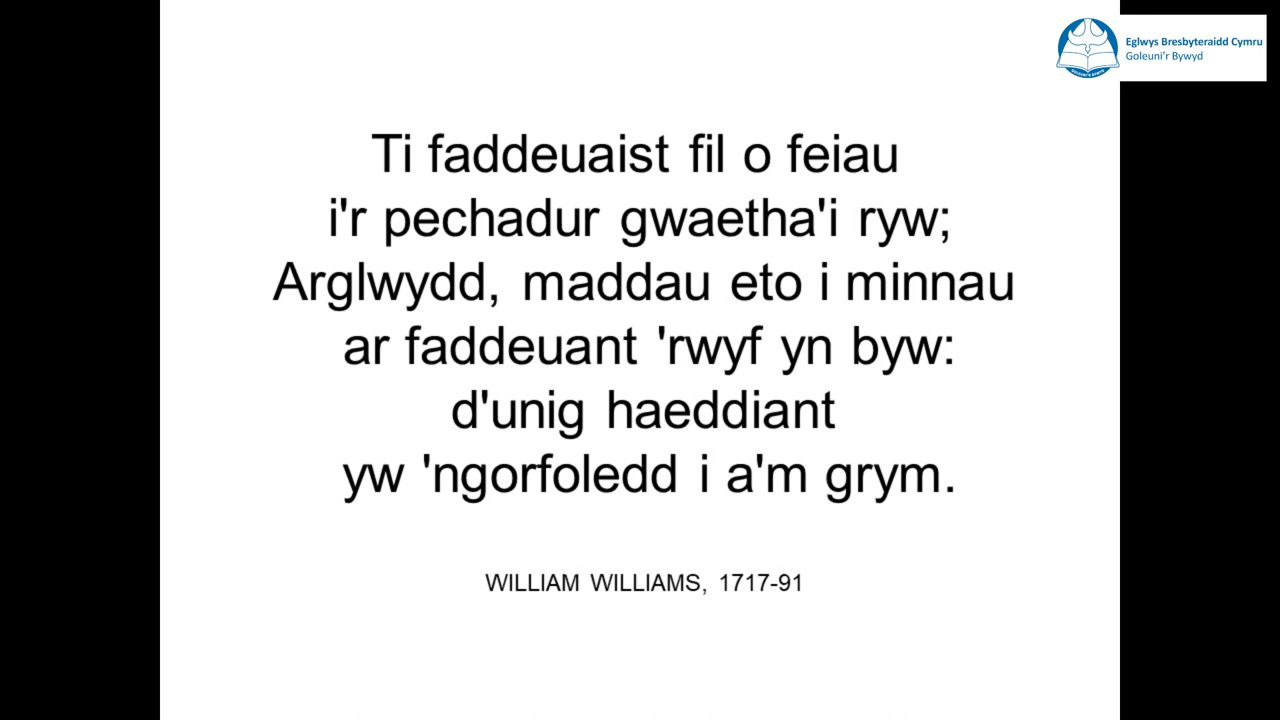 Eglwys Bresbyteraidd Cymru
Goleuni'r Bywyd
Ti faddeuaist fil o feiau
i'r pechadur gwaetha'i ryw;
Arglwydd, maddau eto i minnau
ar faddeuant 'rwyf yn byw:
d'unig haeddiant
yw 'ngorfoledd i a'm grym.
WILLIAM WILLIAMS, 1717-91